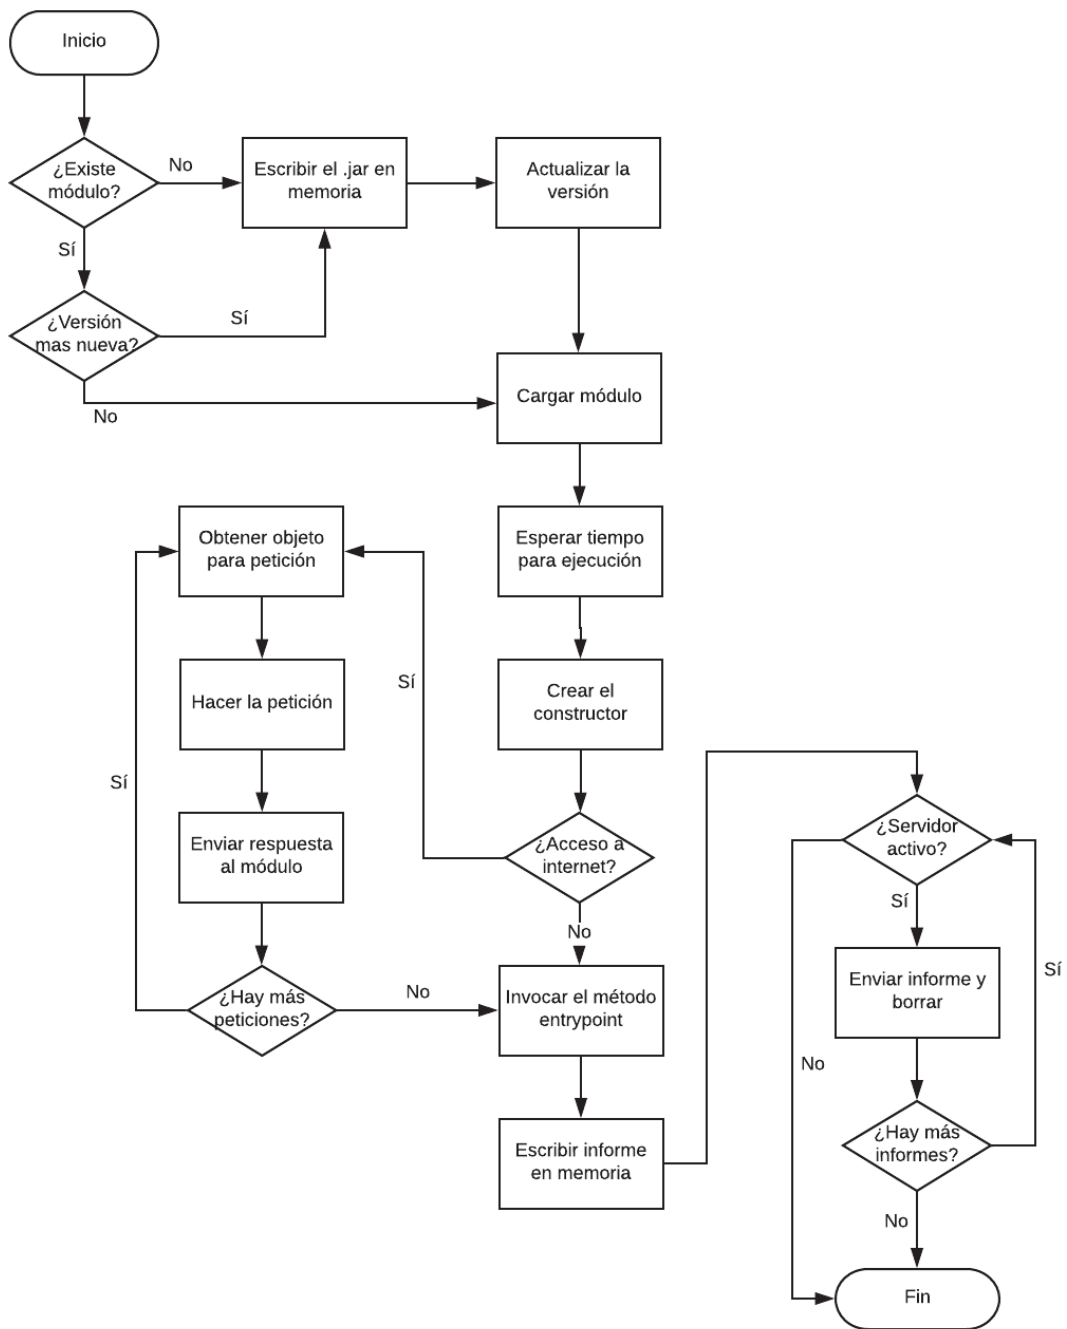 Inicio
¿Existe
módulo?
No
Escribir el .jar en
memoria
Actualizar la
versión
Sí
¿Versión
mas nueva?
Sí
No
Cargar módulo
Obtener objeto
para petición
Esperar tiempo
para ejecución
Hacer la petición
Sí
Crear el
constructor
Sí
Enviar respuesta
al módulo
¿Acceso a
internet?
¿Servidor
activo?
Sí
No
¿Hay más
peticiones?
No
Invocar el método
entrypoint
Enviar informe y
borrar
Sí
No
Escribir informe
en memoria
¿Hay más
informes?
No
Fin